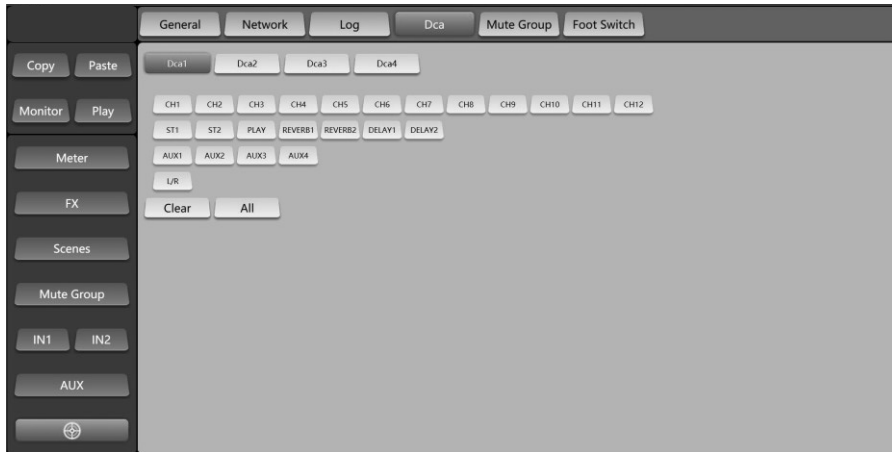 General Network Log Dca Mute Group Foot Switch
Copy Paste
Monitor Play
Meter
FX
Scenes
Mute Group
IN1 IN2
AUX
Dca1 Dca2 Dca3 Dca4
CH1 CH2 CH3 CH4 CH5 CH6 CH7 CH8 CH9 CH10 CH11 CH12
ST1 ST2 PLAY REVERB1 REVERB2 DELAY1 DELAY2
AUX1 AUX2 AUX3 AUX4
L/R
Clear All